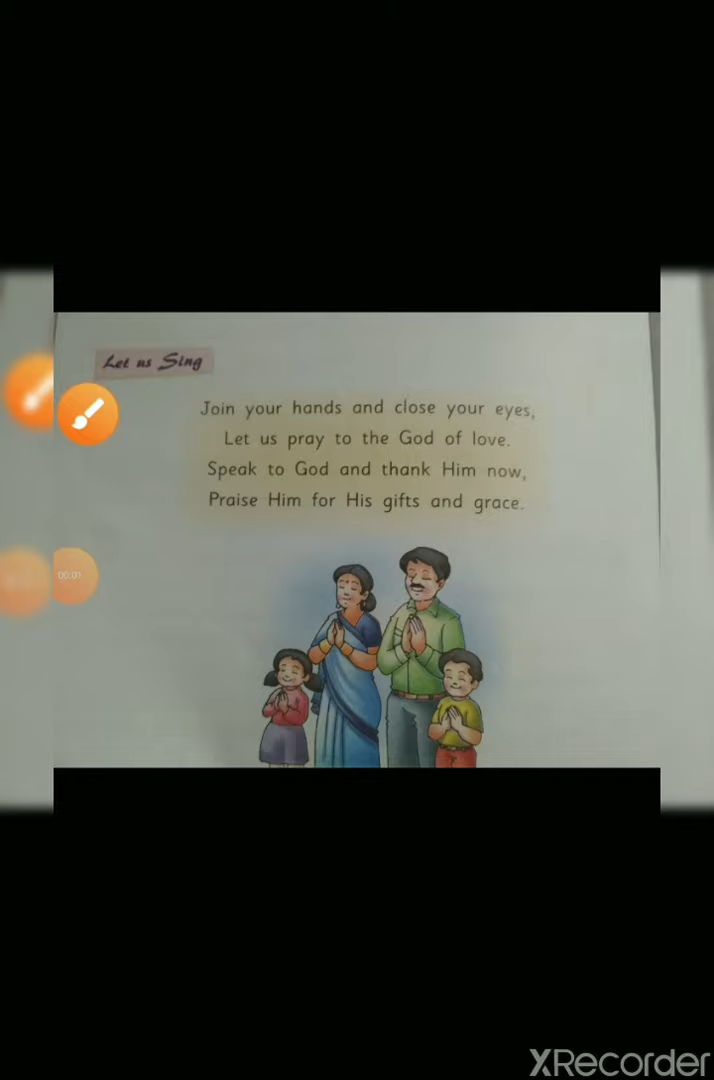 Let us Sing
Join your hands and close your eyes,
Let us pray to the God of love.
Speak to God and thank Him now,
Praise Him for His gifts and grace.
00:01
XRecorder